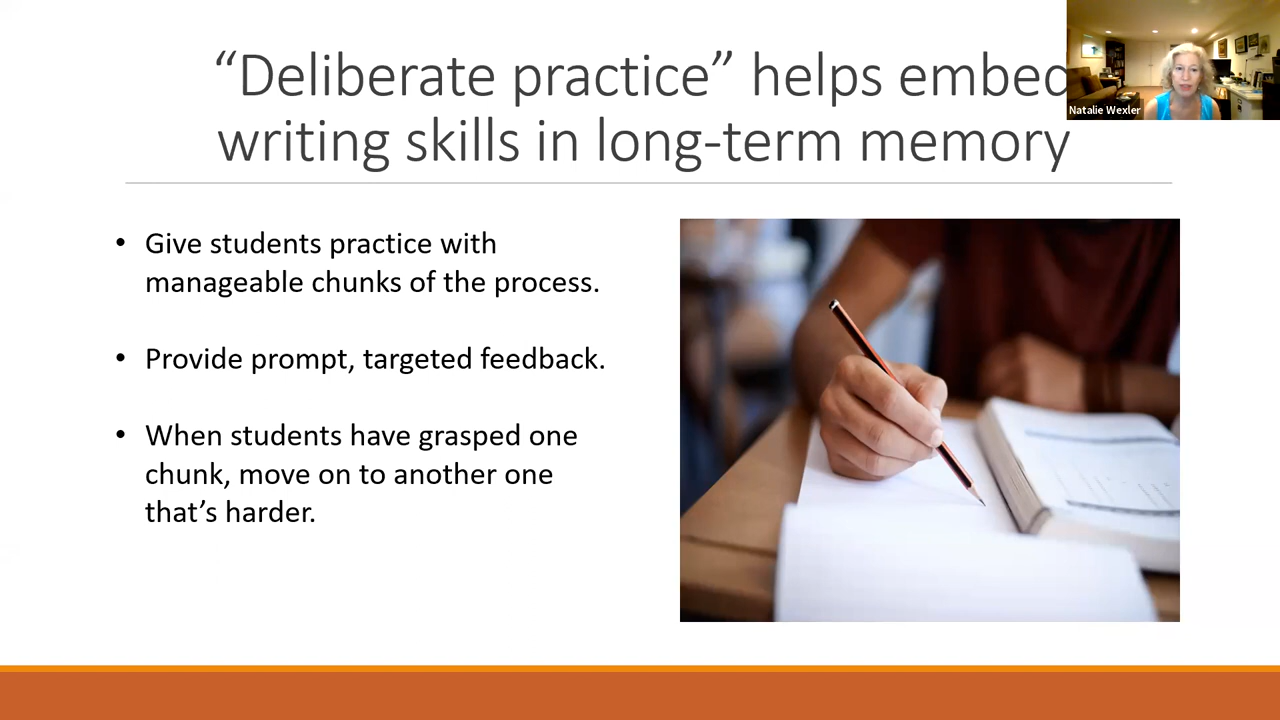 “Deliberate practice” helps embed
writing skills in long-term memory
Natalie Wexler
• Give students practice with
manageable chunks of the process.
• Provide prompt, targeted feedback.
• When students have grasped one
chunk, move on to another one
that’s harder.